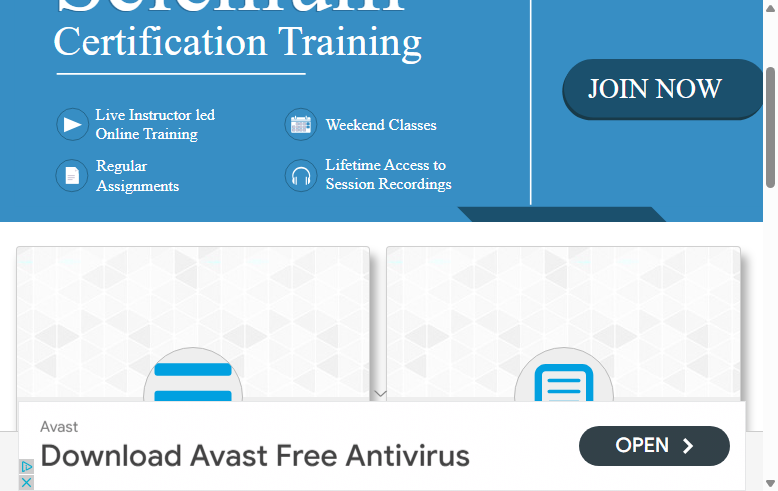 Certification Training
JOIN NOW
Live Instructor led
Online Training
Weekend Classes
Regular
Assignments
Lifetime Access to
Session Recordings
Avast
Download Avast Free Antivirus
OPEN